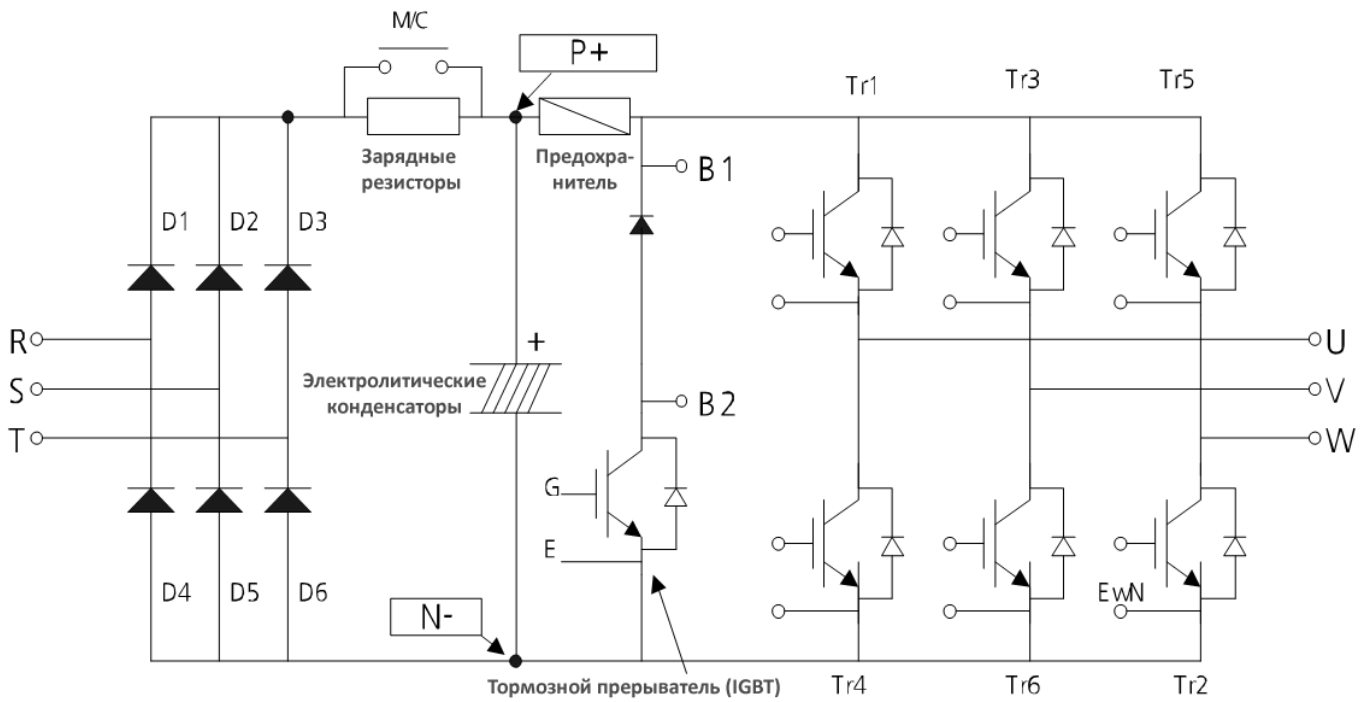 M/C
P+
Tr1
Tr3
Tr5
Зарядные
резисторы
Предохра-
нитель
B1
D1
D2
D3
R
S
T
+
Электролитические
конденсаторы
B2
U
V
W
G
E
D4
D5
D6
EwN
N-
Тормозной прерыватель (IGBT)
Tr4
Tr6
Tr2